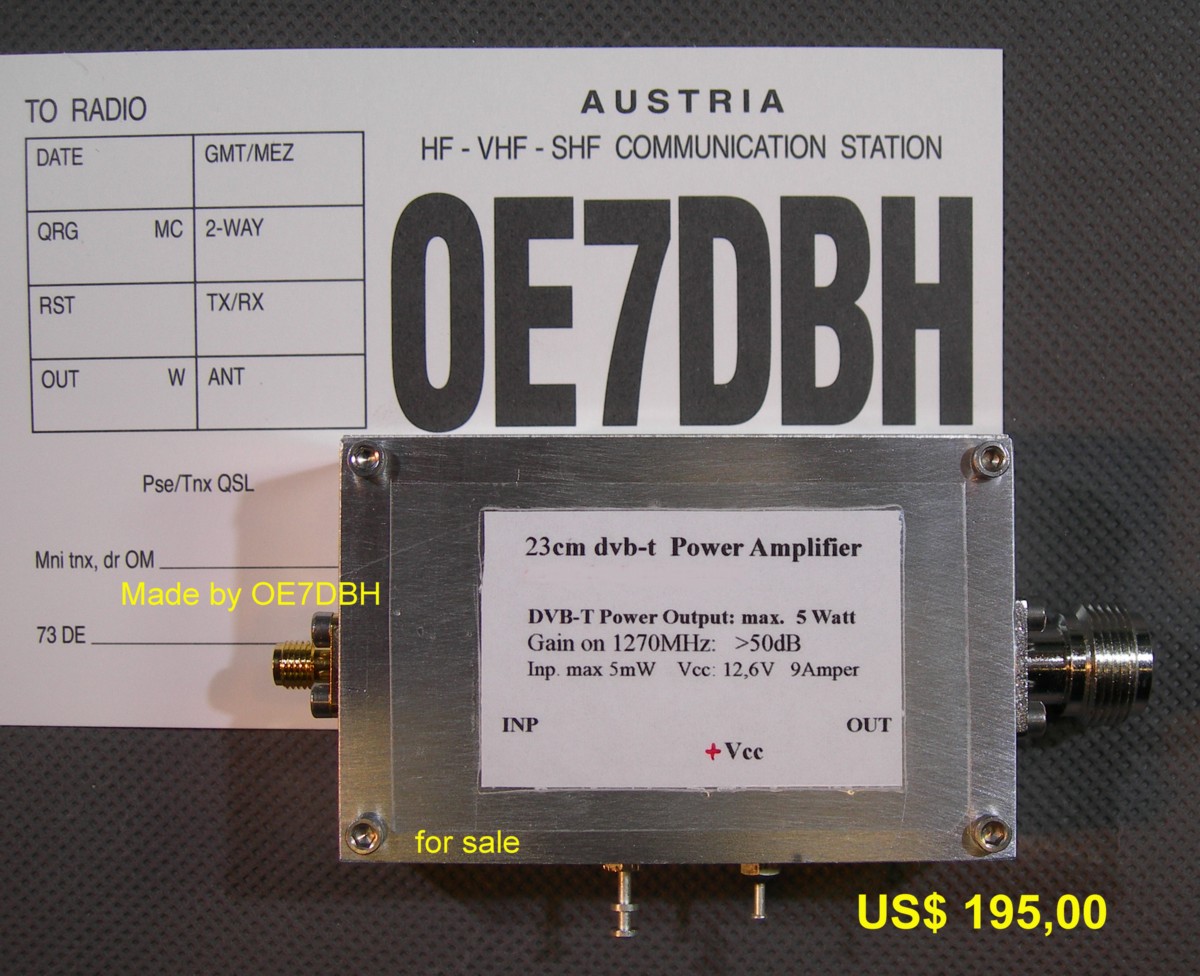 TO RADIO
DATE
GMT/MEZ
QRG MC
2-WAY
RST
TX/RX
OUT W
ANT
Pse/Tnx QSL
Mni tnx, dr OM
73 DE
AUSTRIA
HF - VHF - SHF COMMUNICATION STATION
OE7DBH
Made by OE7DBH
23cm dvb-t Power Amplifier
DVB-T Power Output: max. 5 Watt
Gain on 1270MHz: >50dB
Inp. max 5mW Vcc: 12,6V 9Amper
INP OUT
+Vcc
for sale
US$ 195,00